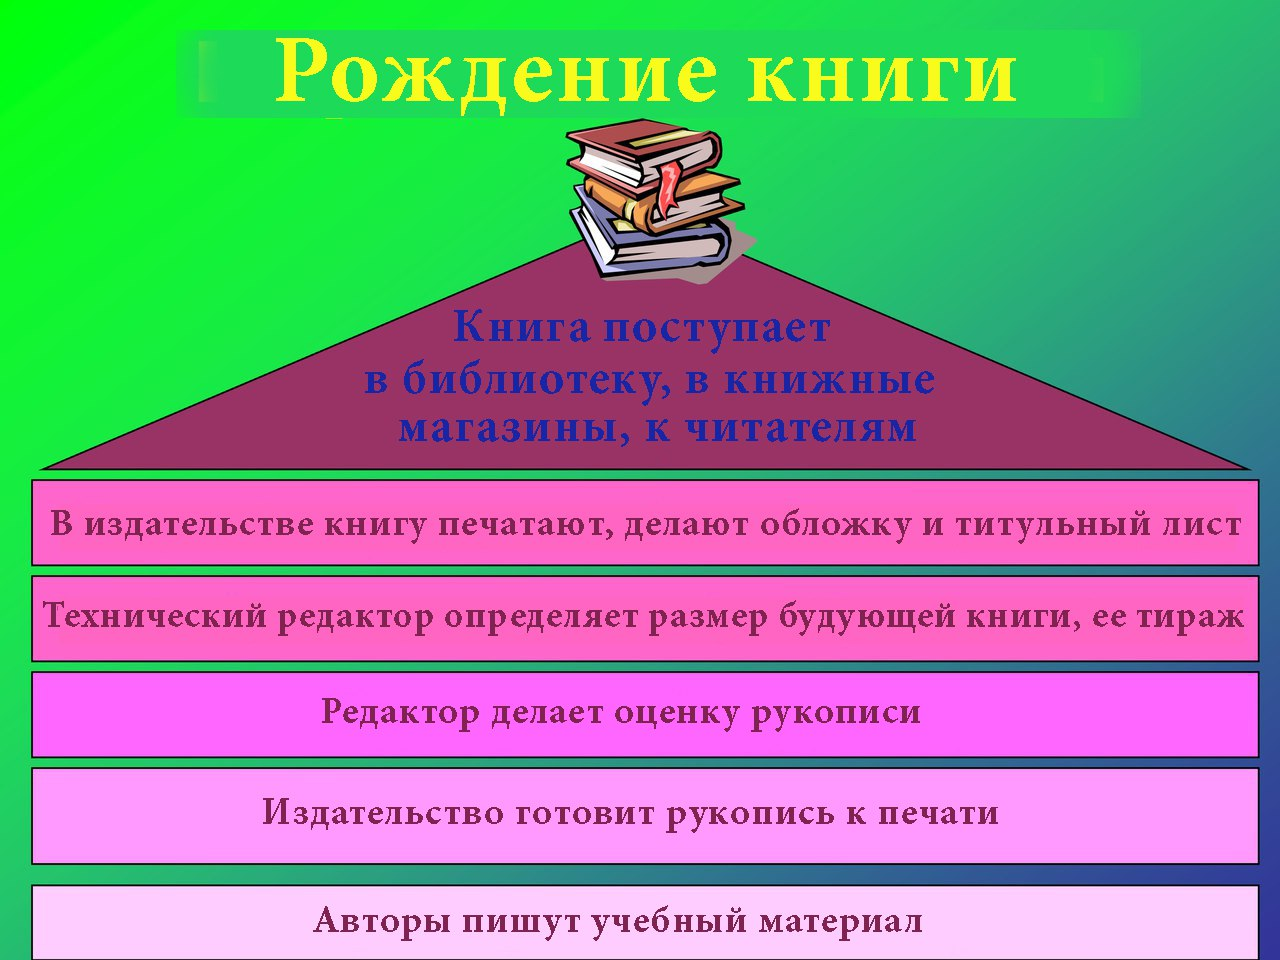 Рождение книги
Книга поступает
в библиотеку, в книжные
магазины, к читателям
В издательстве книгу печатают, делают обложку и титульный лист
Технический редактор определяет размер будующей книги, ее тираж
Редактор делает оценку рукописи
Издательство готовит рукопись к печати
Авторы пишут учебный материал